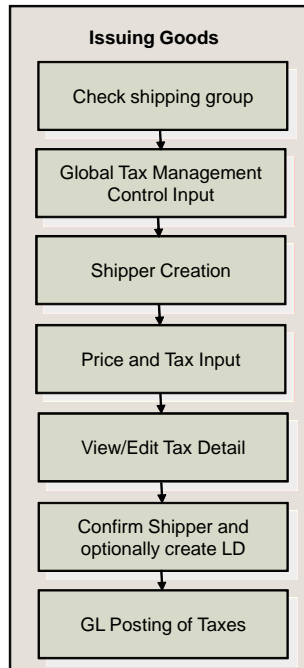 Issuing Goods
Check shipping group
Global Tax Management
Control Input
Shipper Creation
Price and Tax Input
View/Edit Tax Detail
Confirm Shipper and
optionally create LD
GL Posting of Taxes